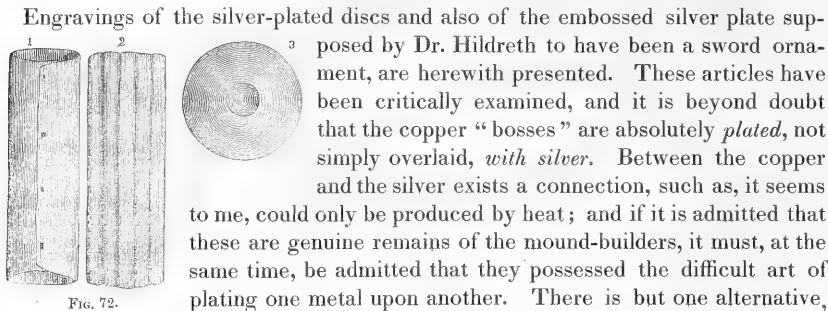 Engravings of the silver-plated discs and also of the embossed silver plate sup-
1 2 3
posed by Dr. Hildreth to have been a sword orna-
ment, are herewith presented. These articles have
been critically examined, and it is beyond doubt
that the copper “bosses” are absolutely plated, not
simply overlaid, with silver. Between the copper
and the silver exists a connection, such as, it seems
to me, could only be produced by heat; and if it is admitted that
these are genuine remains of the mound-builders, it must, at the
same time, be admitted that they possessed the difficult art of
plating one metal upon another. There is but one alternative,
Fig. 72.